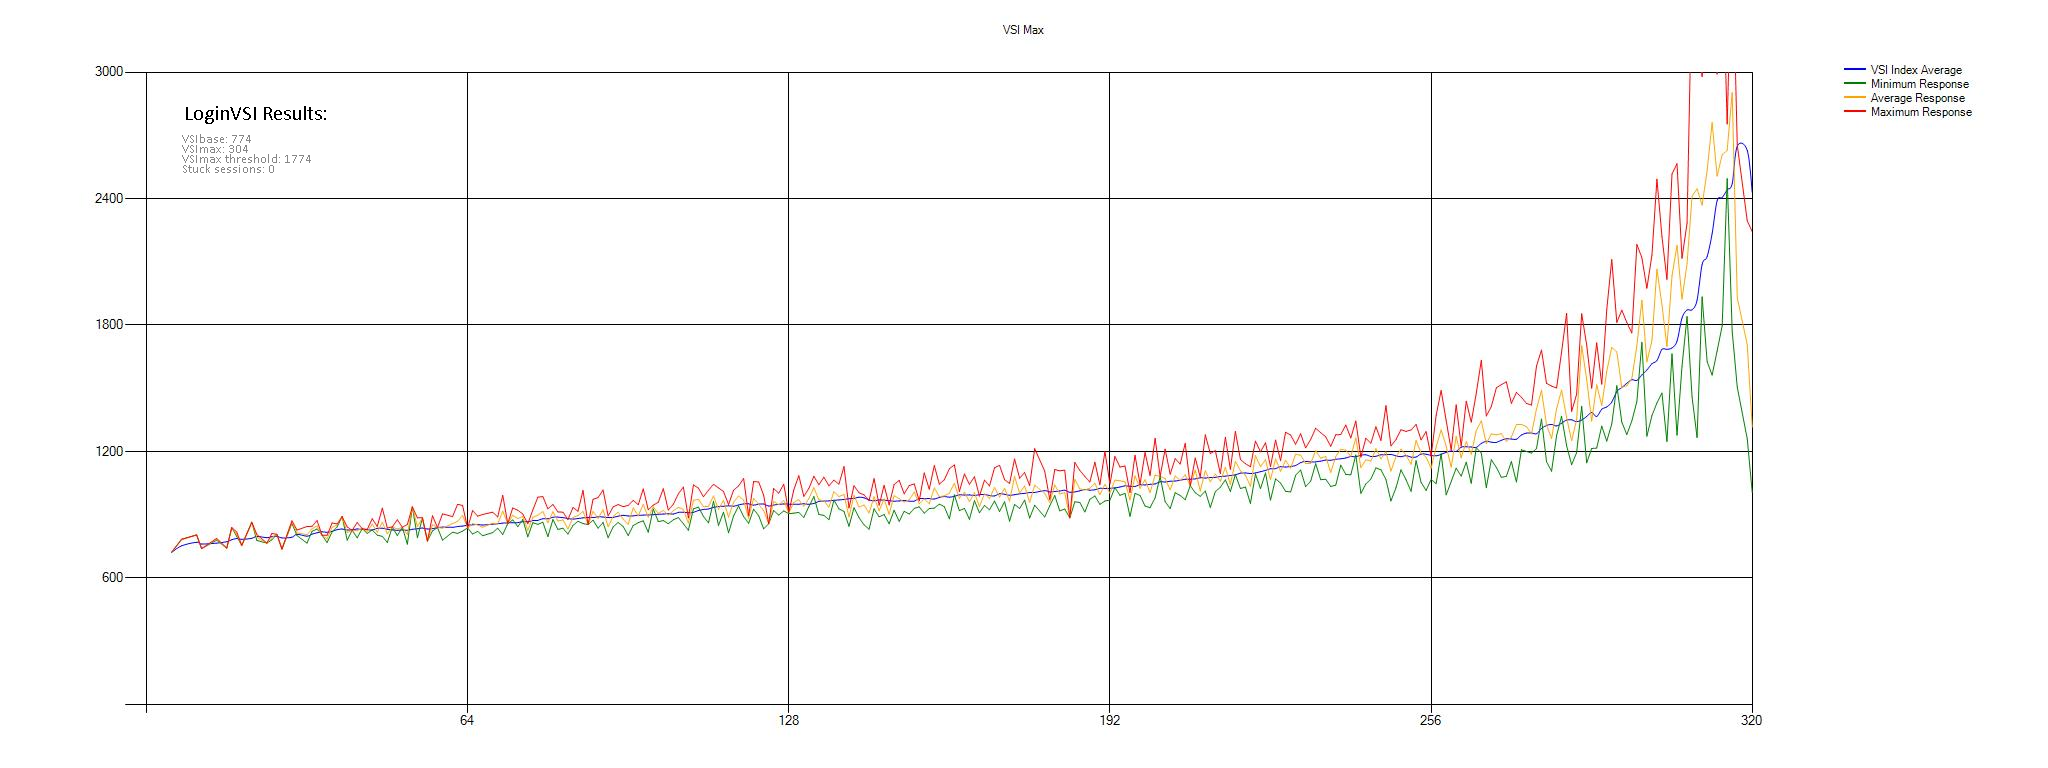 VSI Max
3000
2400
1800
1200
600
LoginVSI Results:
VSIbase: 774
VSImax: 304
VSImax threshold: 1774
Stuck sessions: 0
64
128
192
256
320
VSI Index Average
Minimum Response
Average Response
Maximum Response